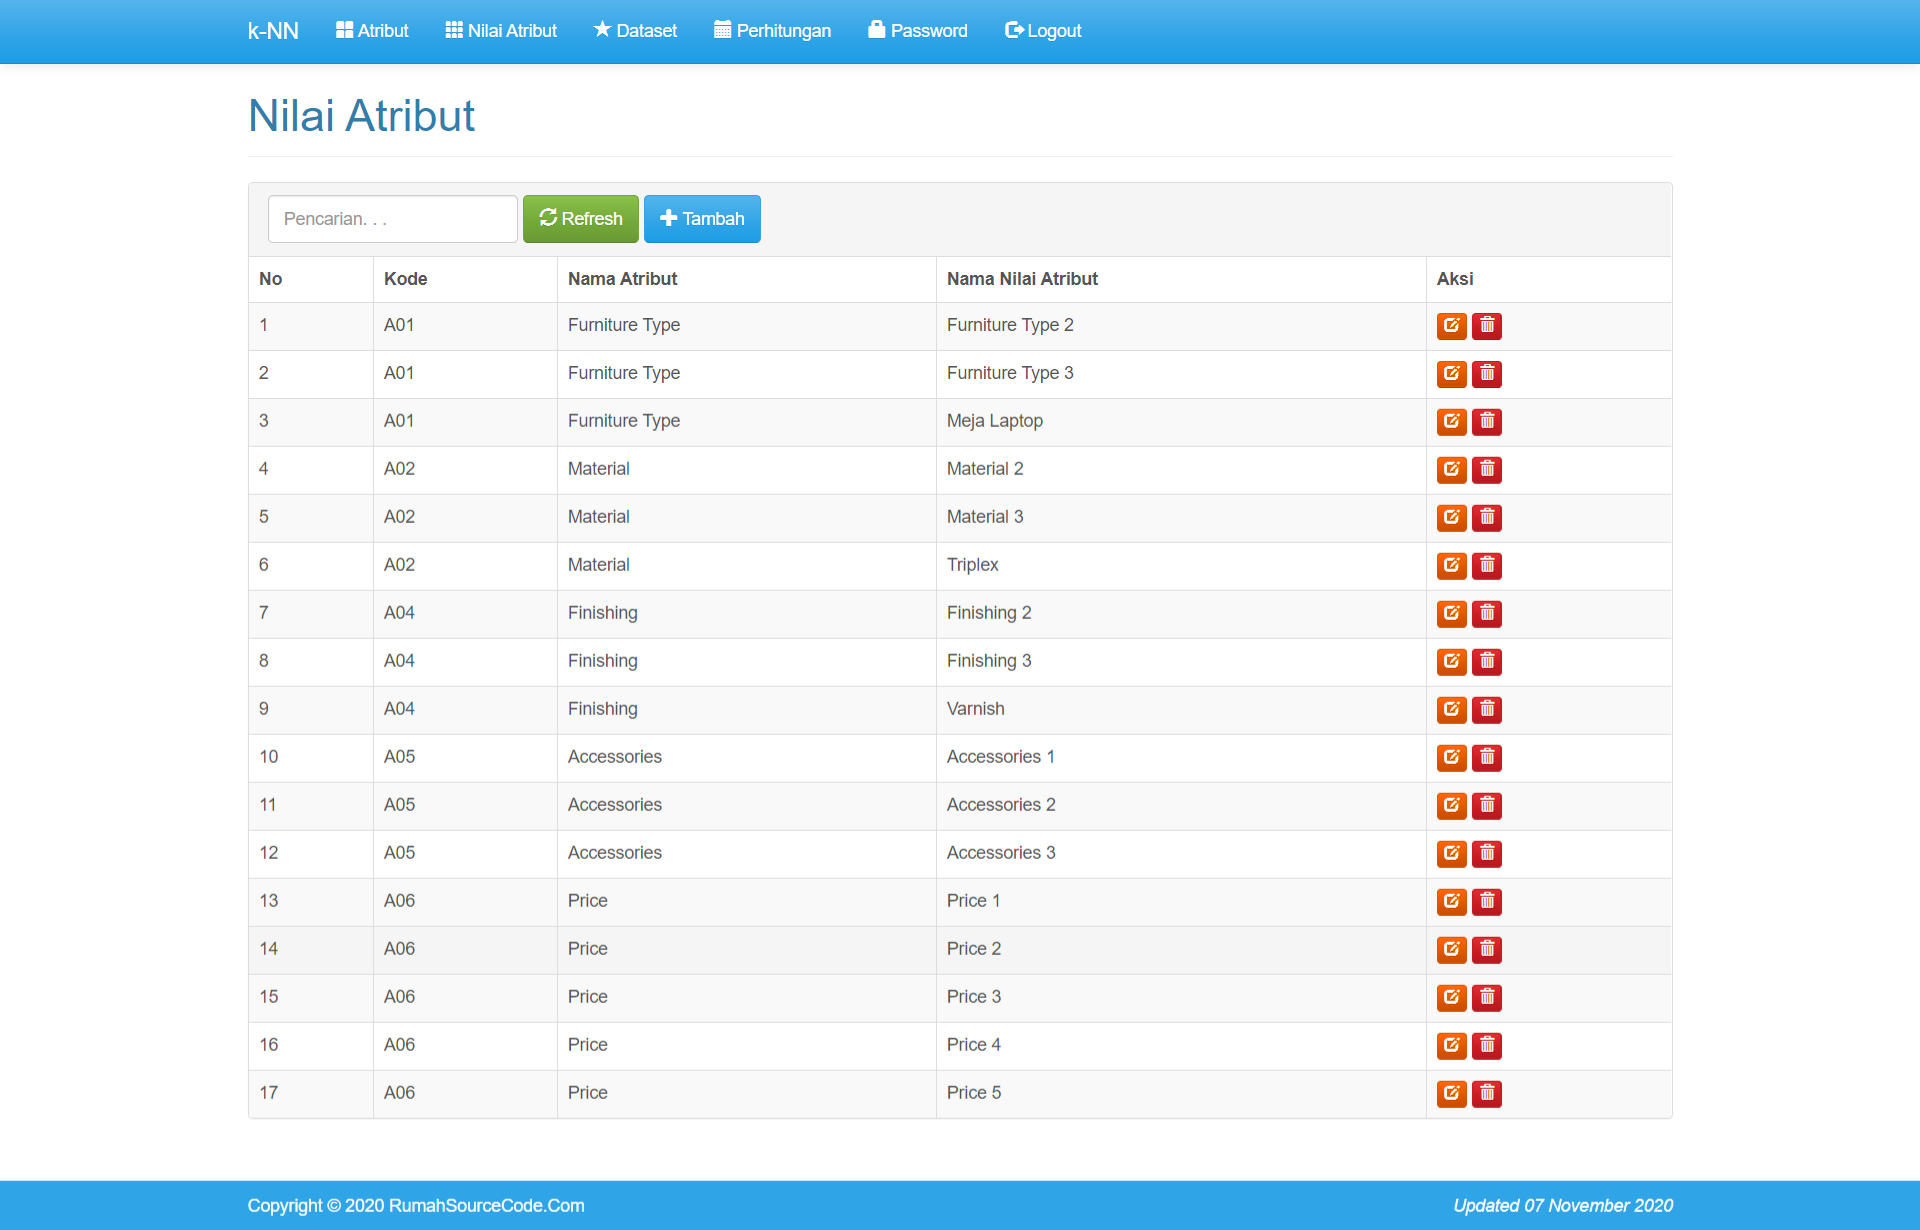 k-NN Atribut Nilai Atribut Dataset Perhitungan Password Logout
Nilai Atribut
Pencarian. . . Refresh Tambah
No Kode Nama Atribut Nama Nilai Atribut Aksi
1 A01 Furniture Type Furniture Type 2
2 A01 Furniture Type Furniture Type 3
3 A01 Furniture Type Meja Laptop
4 A02 Material Material 2
5 A02 Material Material 3
6 A02 Material Triplex
7 A04 Finishing Finishing 2
8 A04 Finishing Finishing 3
9 A04 Finishing Varnish
10 A05 Accessories Accessories 1
11 A05 Accessories Accessories 2
12 A05 Accessories Accessories 3
13 A06 Price Price 1
14 A06 Price Price 2
15 A06 Price Price 3
16 A06 Price Price 4
17 A06 Price Price 5
Copyright © 2020 RumahSourceCode.Com Updated 07 November 2020